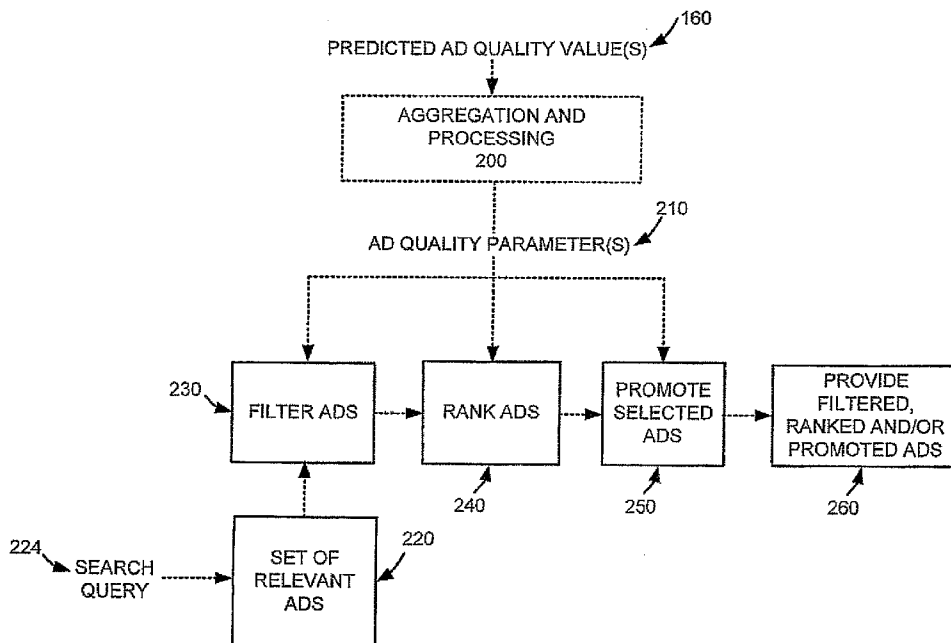 PREDICTED AD QUALITY VALUE(S) 160
AGGREGATION AND
PROCESSING
200
210
AD QUALITY PARAMETER(S)
230
FILTER ADS
RANK ADS
PROMOTE
SELECTED
ADS
PROVIDE
FILTERED,
RANKED AND/OR
PROMOTED ADS
240
250
260
224
SEARCH
QUERY
SET OF
RELEVANT
ADS
220